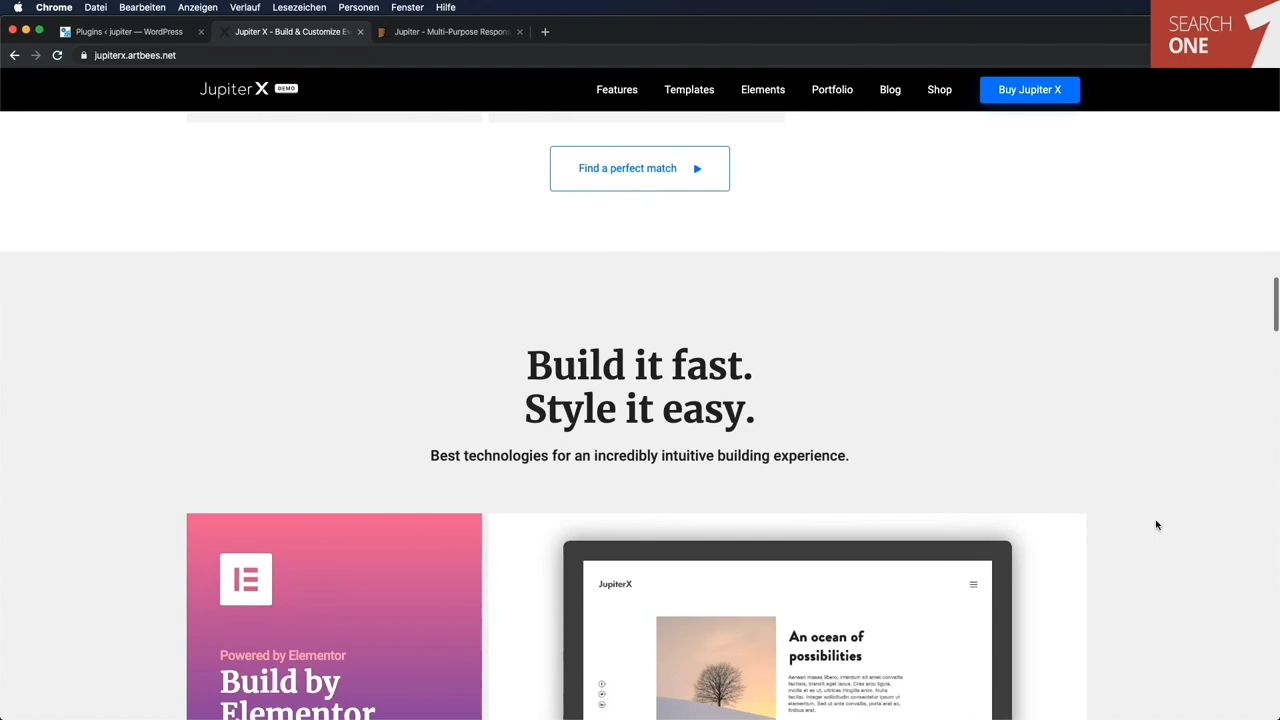 Chrome Datei Bearbeiten Anzeigen Verlauf Lesezeichen Personen Fenster Hilfe
SEARCH
ONE
Plugins ‹ jupiter — WordPress
Jupiter X - Build & Customize E
Jupiter - Multi-Purpose Respons
jupiterx.artbees.net
Jupiter X DEMO
Features Templates Elements Portfolio Blog Shop Buy Jupiter X
Find a perfect match
Build it fast.
Style it easy.
Best technologies for an incredibly intuitive building experience.
JupiterX
An ocean of
possibilities
Powered by Elementor
Build by
Elementor